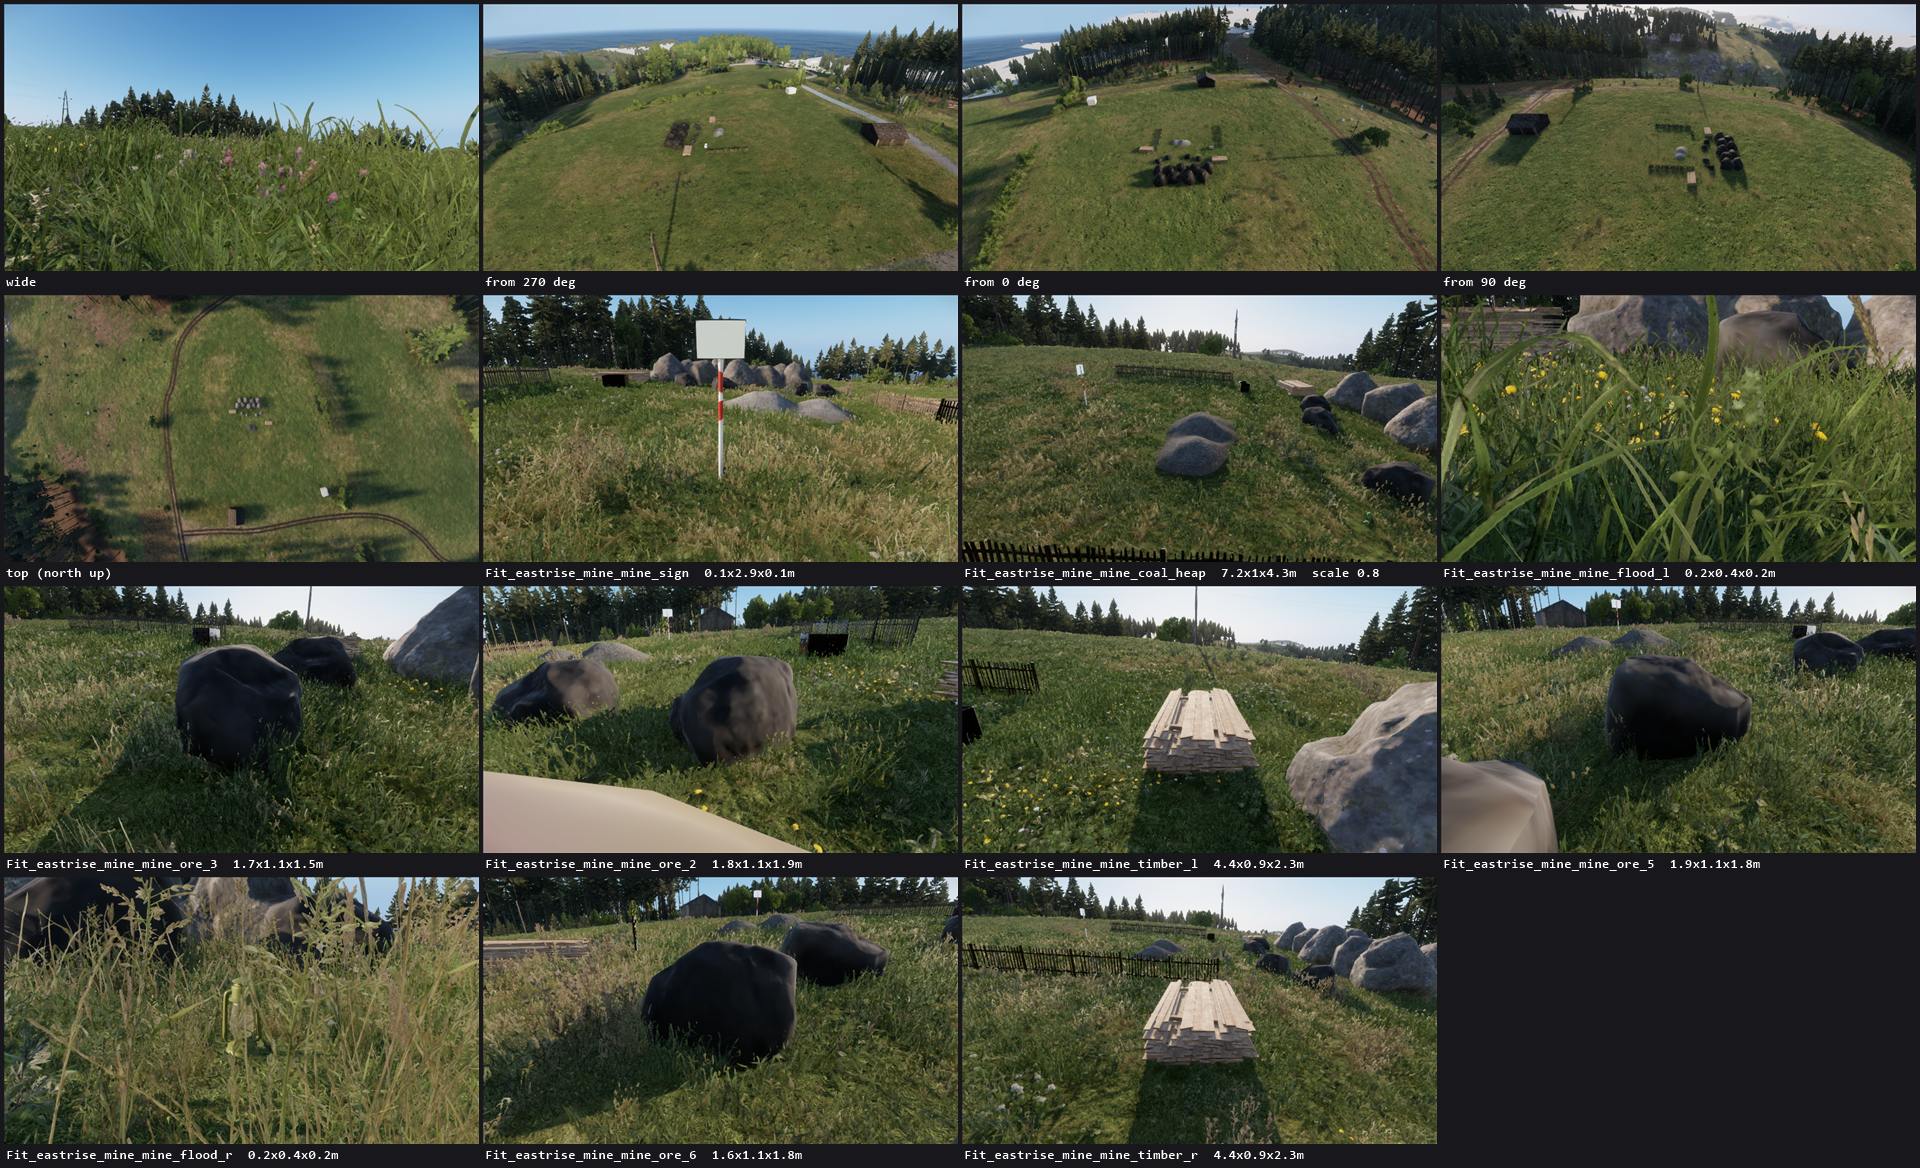 wide
from 270 deg
from 0 deg
from 90 deg
top (north up)
Fit_eastrise_mine_mine_sign  0.1x2.9x0.1m
Fit_eastrise_mine_mine_coal_heap  7.2x1x4.3m  scale 0.8
Fit_eastrise_mine_mine_flood_l  0.2x0.4x0.2m
Fit_eastrise_mine_mine_ore_3  1.7x1.1x1.5m
Fit_eastrise_mine_mine_ore_2  1.8x1.1x1.9m
Fit_eastrise_mine_mine_timber_l  4.4x0.9x2.3m
Fit_eastrise_mine_mine_ore_5  1.9x1.1x1.8m
Fit_eastrise_mine_mine_flood_r  0.2x0.4x0.2m
Fit_eastrise_mine_mine_ore_6  1.6x1.1x1.8m
Fit_eastrise_mine_mine_timber_r  4.4x0.9x2.3m